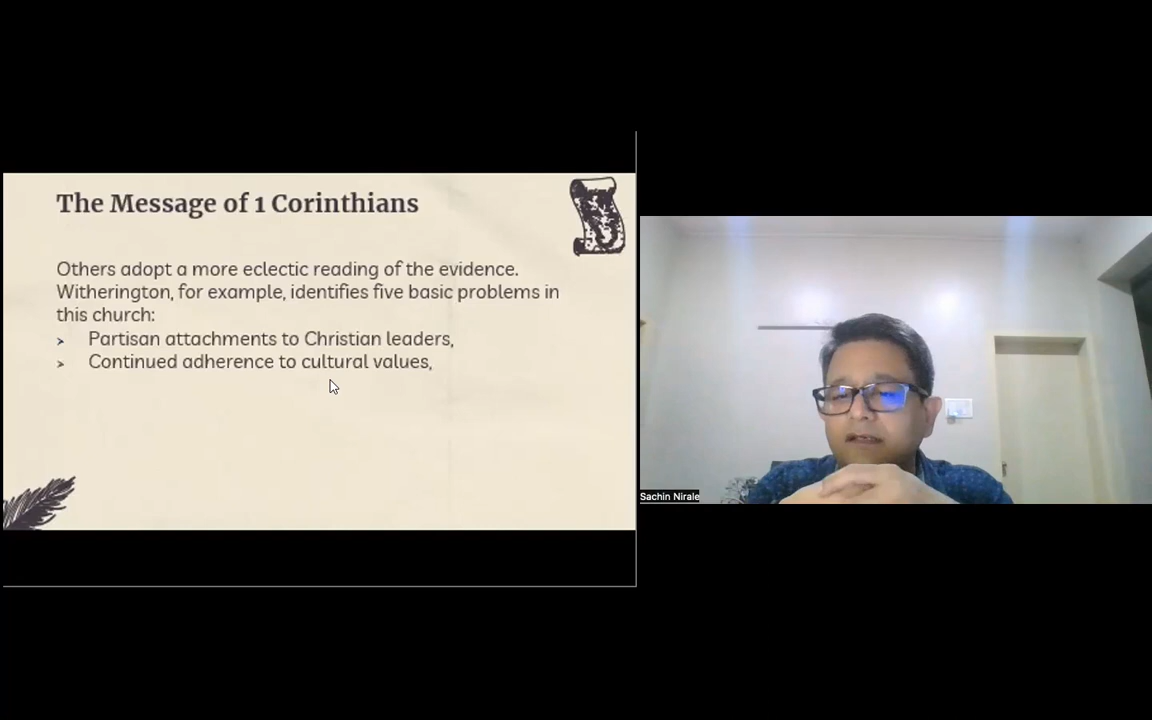 The Message of 1 Corinthians
Others adopt a more eclectic reading of the evidence.
Witherington, for example, identifies five basic problems in
this church:
Partisan attachments to Christian leaders,
Continued adherence to cultural values,
Sachin Nirale